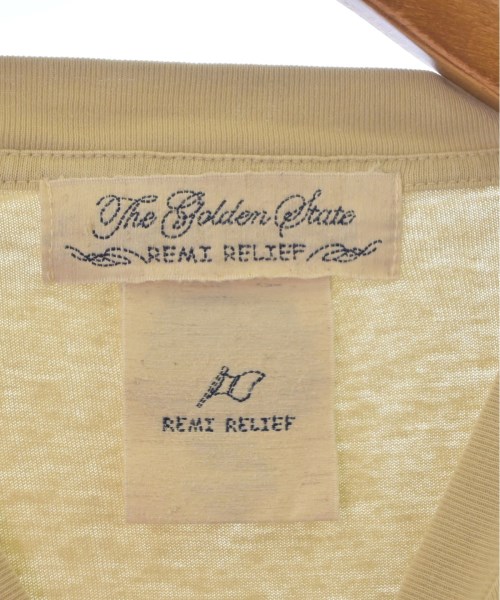 The Golden State
REMI RELIEF
REMI RELIEF